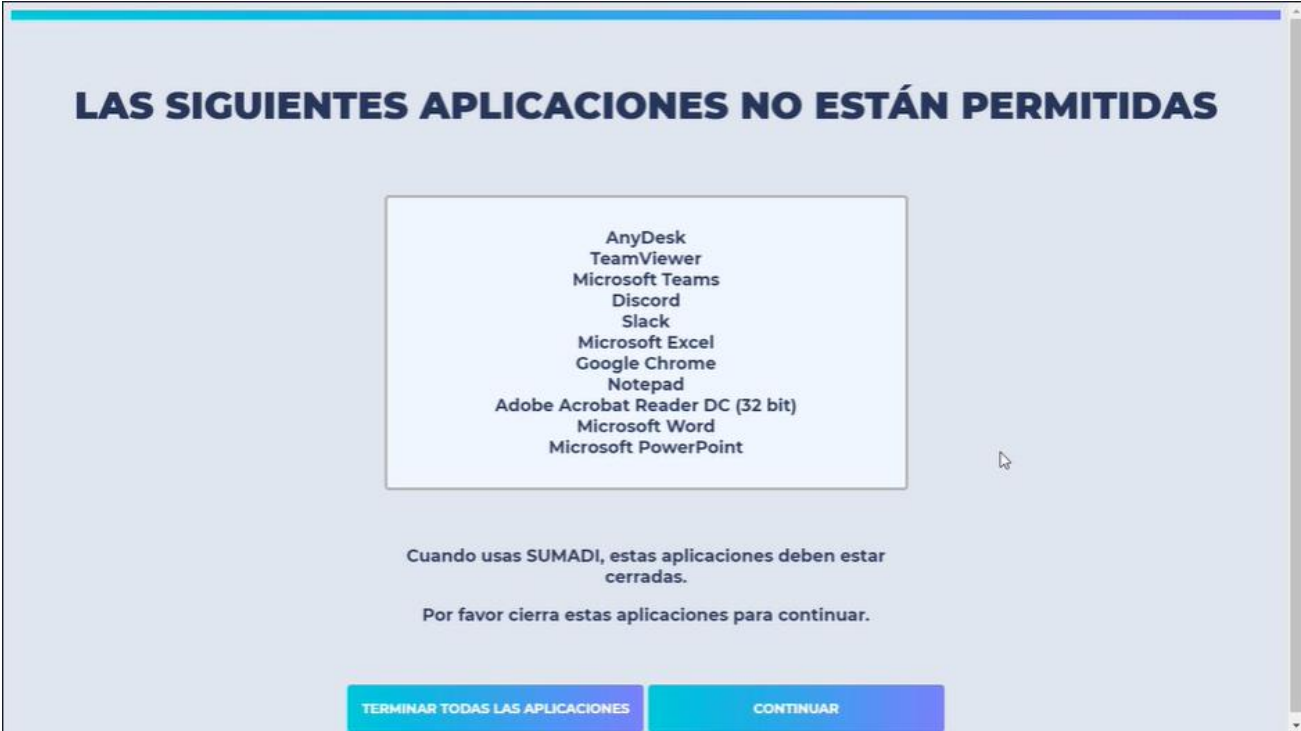 LAS SIGUIENTES APLICACIONES NO ESTÁN PERMITIDAS
AnyDesk
TeamViewer
Microsoft Teams
Discord
Slack
Microsoft Excel
Google Chrome
Notepad
Adobe Acrobat Reader DC (32 bit)
Microsoft Word
Microsoft PowerPoint
Cuando usas SUMADI, estas aplicaciones deben estar
cerradas.
Por favor cierra estas aplicaciones para continuar.
TERMINAR TODAS LAS APLICACIONES
CONTINUAR